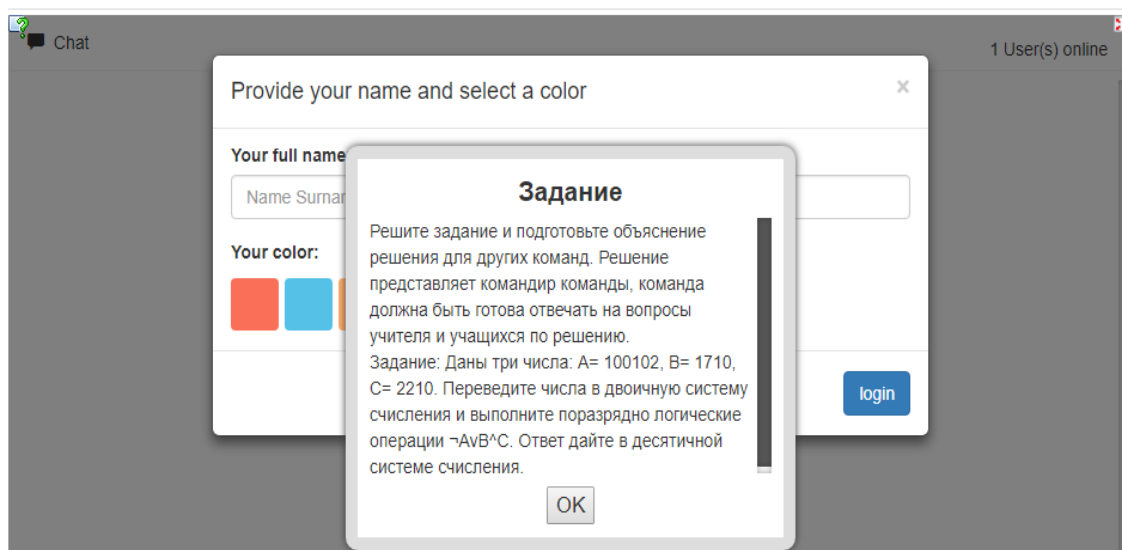 Chat
1 User(s) online
Provide your name and select a color
×
Your full name
Name Surnar
Your color:
Задание
Решите задание и подготовьте объяснение
решения для других команд. Решение
представляет командир команды, команда
должна быть готова отвечать на вопросы
учителя и учащихся по решению.
Задание: Даны три числа: A= 100102, B= 1710,
C= 2210. Переведите числа в двоичную систему
счисления и выполните поразрядно логические
операции ¬AvB^C. Ответ дайте в десятичной
системе счисления.
login
OK